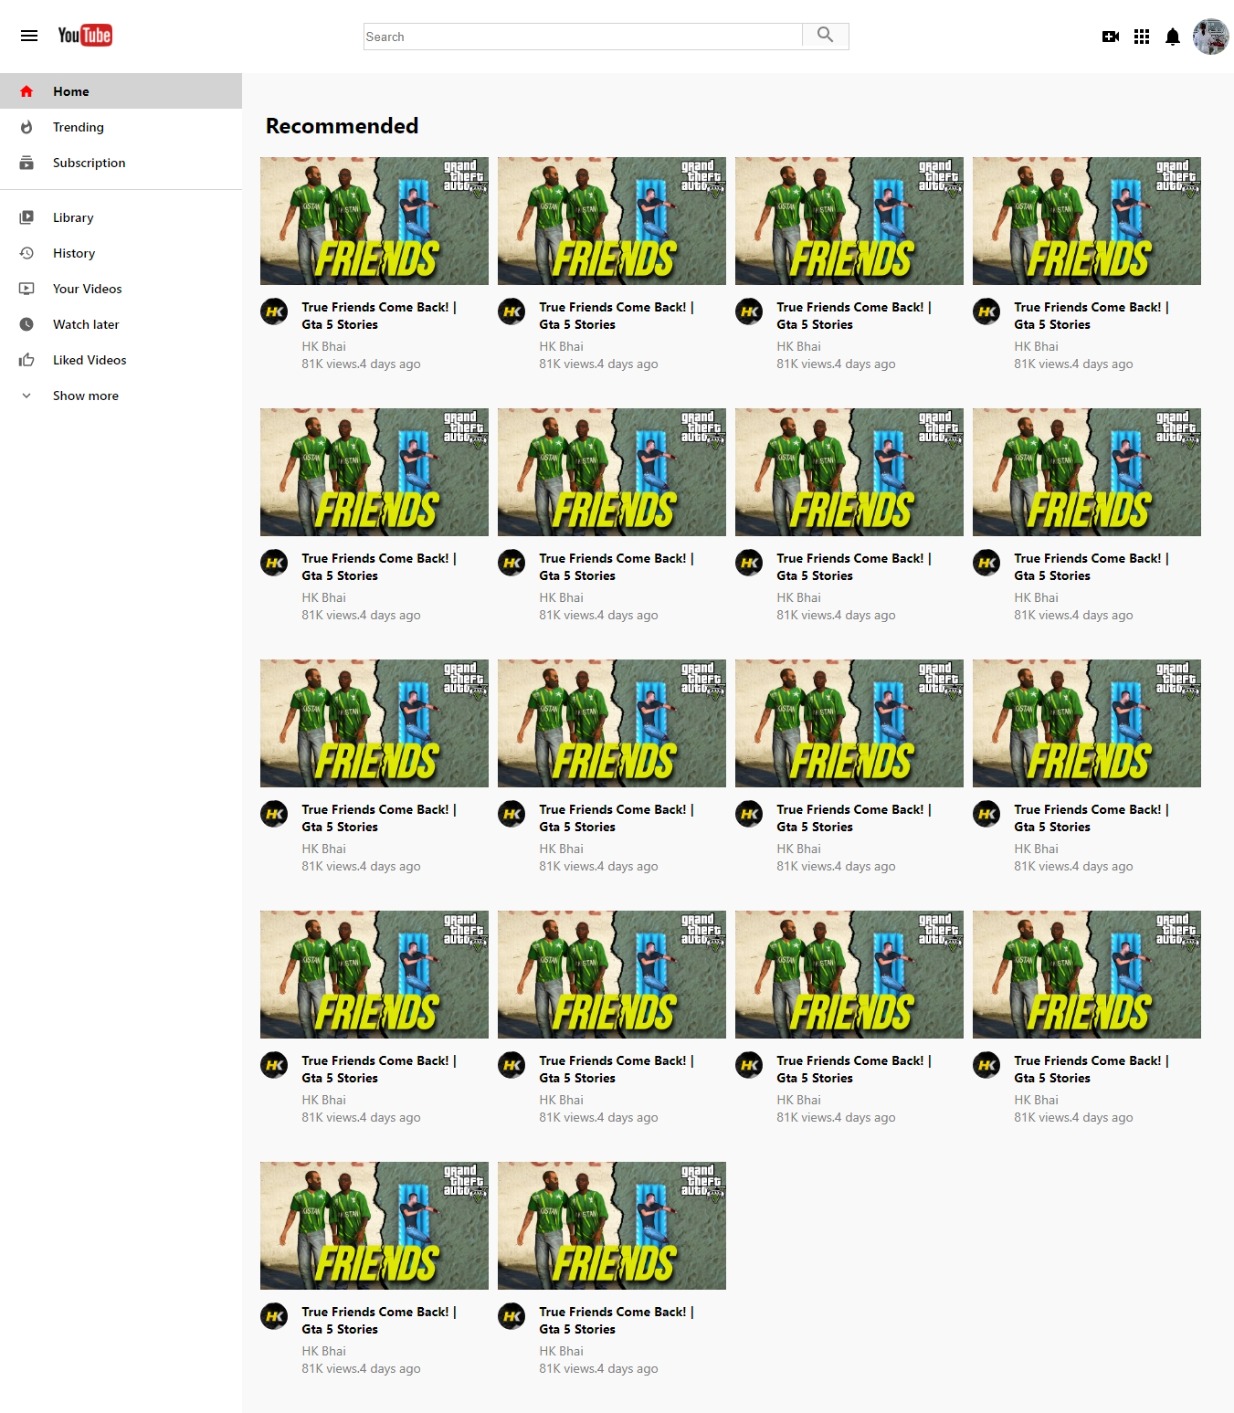 YouTube
Search
Home
Trending
Subscription
Library
History
Your Videos
Watch later
Liked Videos
Show more
Recommended
grand theft auto V
FRIENDS
grand theft auto V
FRIENDS
grand theft auto V
FRIENDS
grand theft auto V
FRIENDS
HK
True Friends Come Back! |
Gta 5 Stories
HK Bhai
81K views.4 days ago
HK
True Friends Come Back! |
Gta 5 Stories
HK Bhai
81K views.4 days ago
HK
True Friends Come Back! |
Gta 5 Stories
HK Bhai
81K views.4 days ago
HK
True Friends Come Back! |
Gta 5 Stories
HK Bhai
81K views.4 days ago
grand theft auto V
FRIENDS
grand theft auto V
FRIENDS
grand theft auto V
FRIENDS
grand theft auto V
FRIENDS
HK
True Friends Come Back! |
Gta 5 Stories
HK Bhai
81K views.4 days ago
HK
True Friends Come Back! |
Gta 5 Stories
HK Bhai
81K views.4 days ago
HK
True Friends Come Back! |
Gta 5 Stories
HK Bhai
81K views.4 days ago
HK
True Friends Come Back! |
Gta 5 Stories
HK Bhai
81K views.4 days ago
grand theft auto V
FRIENDS
grand theft auto V
FRIENDS
grand theft auto V
FRIENDS
grand theft auto V
FRIENDS
HK
True Friends Come Back! |
Gta 5 Stories
HK Bhai
81K views.4 days ago
HK
True Friends Come Back! |
Gta 5 Stories
HK Bhai
81K views.4 days ago
HK
True Friends Come Back! |
Gta 5 Stories
HK Bhai
81K views.4 days ago
HK
True Friends Come Back! |
Gta 5 Stories
HK Bhai
81K views.4 days ago
grand theft auto V
FRIENDS
grand theft auto V
FRIENDS
grand theft auto V
FRIENDS
grand theft auto V
FRIENDS
HK
True Friends Come Back! |
Gta 5 Stories
HK Bhai
81K views.4 days ago
HK
True Friends Come Back! |
Gta 5 Stories
HK Bhai
81K views.4 days ago
HK
True Friends Come Back! |
Gta 5 Stories
HK Bhai
81K views.4 days ago
HK
True Friends Come Back! |
Gta 5 Stories
HK Bhai
81K views.4 days ago
grand theft auto V
FRIENDS
grand theft auto V
FRIENDS
HK
True Friends Come Back! |
Gta 5 Stories
HK Bhai
81K views.4 days ago
HK
True Friends Come Back! |
Gta 5 Stories
HK Bhai
81K views.4 days ago